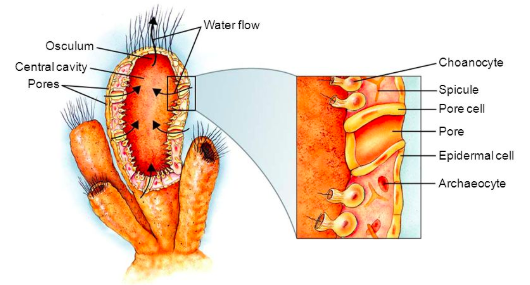 Water flow
Osculum
Central cavity
Pores
Choanocyte
Spicule
Pore cell
Pore
Epidermal cell
Archaeocyte